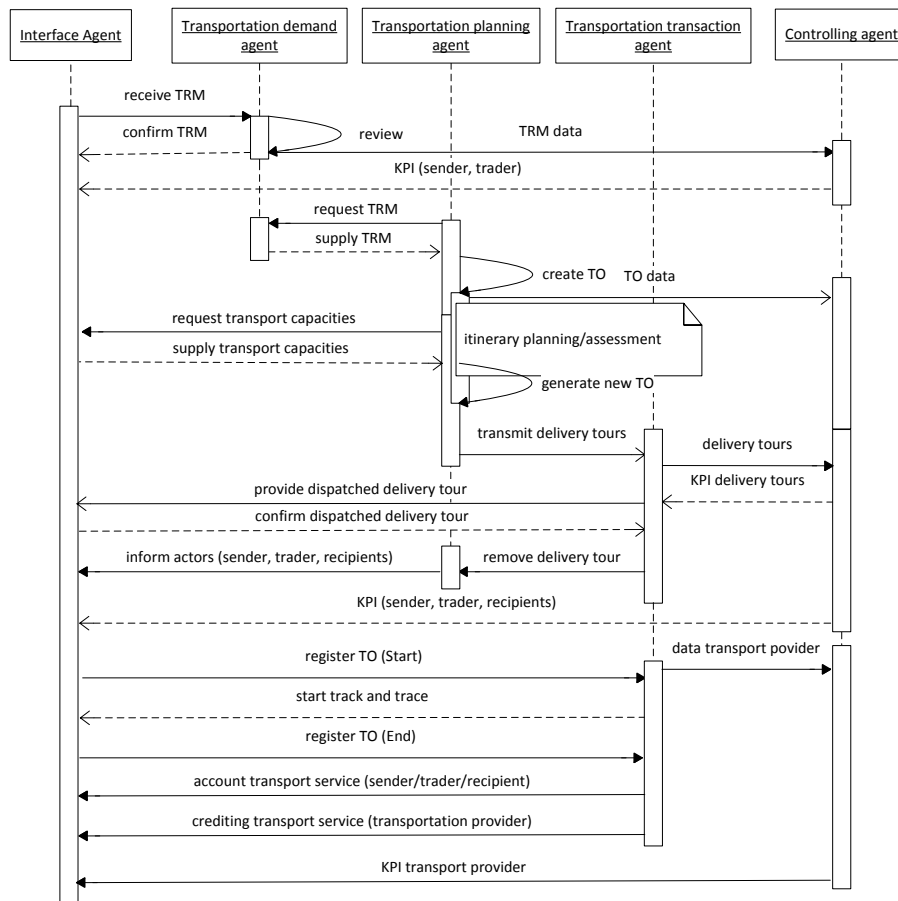 Interface Agent
Transportation demand
agent
Transportation planning
agent
Transportation transaction
agent
Controlling agent
receive TRM
confirm TRM
review
TRM data
KPI (sender, trader)
request TRM
supply TRM
create TO
TO data
request transport capacities
itinerary planning/assessment
supply transport capacities
generate new TO
transmit delivery tours
delivery tours
KPI delivery tours
provide dispatched delivery tour
confirm dispatched delivery tour
inform actors (sender, trader, recipients)
remove delivery tour
KPI (sender, trader, recipients)
register TO (Start)
data transport povider
start track and trace
register TO (End)
account transport service (sender/trader/recipient)
crediting transport service (transportation provider)
KPI transport provider